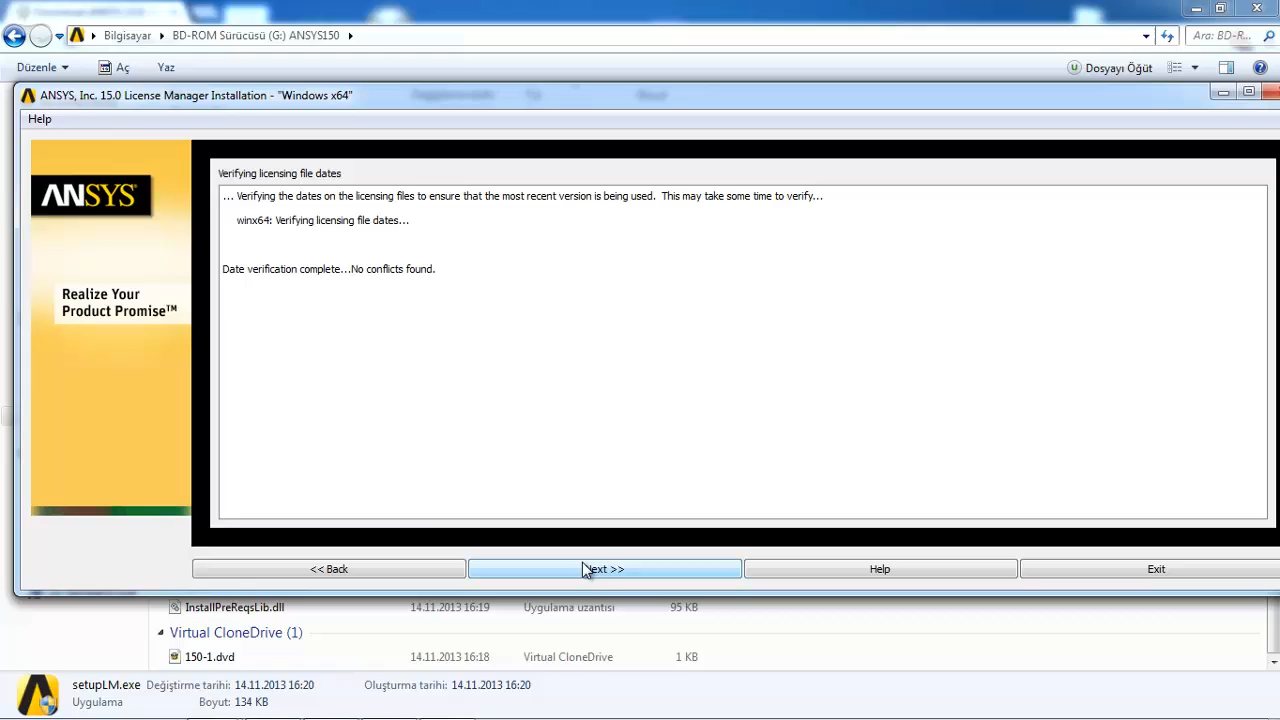 Bilgisayar ▸ BD-ROM Sürücüsü (G:) ANSYS150 ▸ Ara: BD-R...
Düzenle Aç Yaz Dosyayı Öğüt
ANSYS, Inc. 15.0 License Manager Installation - "Windows x64"
Help
ANSYS®
Realize Your
Product Promise™
Verifying licensing file dates
... Verifying the dates on the licensing files to ensure that the most recent version is being used. This may take some time to verify...
winx64: Verifying licensing file dates...
Date verification complete...No conflicts found.
<< Back Next >> Help Exit
InstallPreReqsLib.dll 14.11.2013 16:19 Uygulama uzantısı 95 KB
Virtual CloneDrive (1)
150-1.dvd 14.11.2013 16:18 Virtual CloneDrive 1 KB
setupLM.exe Değiştirme tarihi: 14.11.2013 16:20 Oluşturma tarihi: 14.11.2013 16:20
Uygulama Boyut: 134 KB